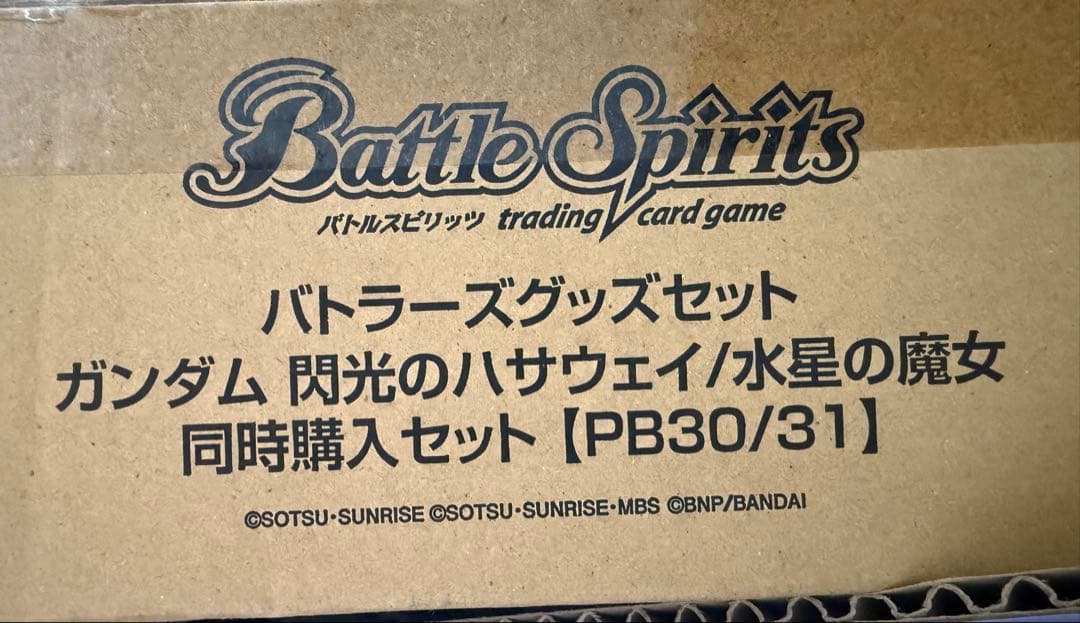 Battle Spirits
バトルスピリッツ trading card game
バトラーズグッズセット
ガンダム 閃光のハサウェイ/水星の魔女
同時購入セット【PB30/31】
©SOTSU・SUNRISE ©SOTSU・SUNRISE・MBS ©BNP/BANDAI